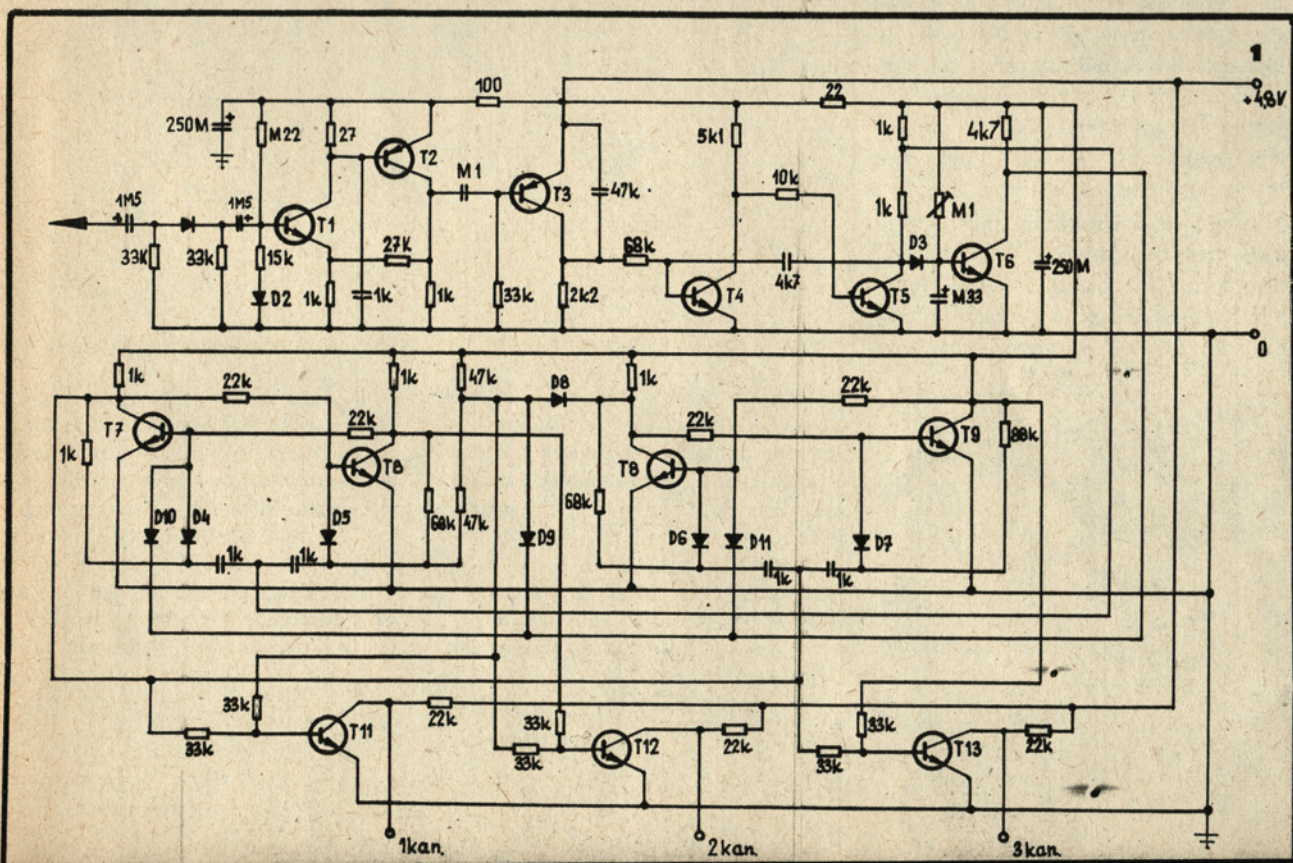 1
+4,8V
100
22
250M
+
M22
27
T2
5k1
1k
4k7
M1
T3
47k
10k
1M5
+
1M5
+
T1
1k
M1
33K
33k
15k
27K
68k
4k7
D3
T6
+
250M
D2
1k
1k
1k
33k
2k2
T4
T5
+
M33
0
1k
22k
1k
47k
D8
1k
22k
T7
22k
22k
T9
1k
T8
T8
88k
68k
D10
D4
D5
68k
47k
D9
D6
D11
D7
1k
1k
1k
1k
33k
22k
33k
T11
33k
T12
22k
33k
T13
22k
33k
33k
1kan.
2kan.
3kan.